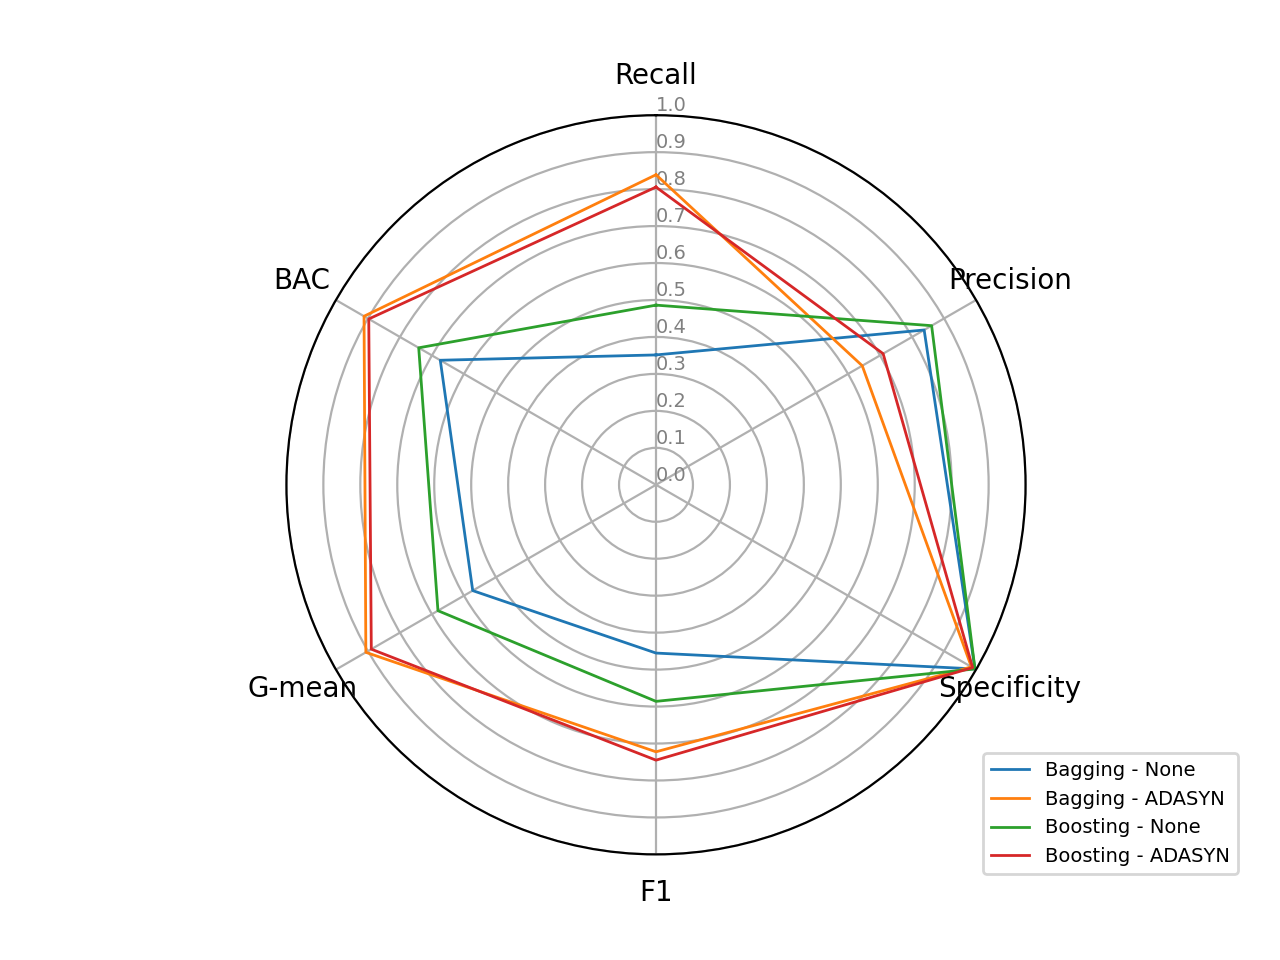 Recall
1.0
0.9
0.8
0.7
0.6
0.5
0.4
0.3
0.2
0.1
0.0
BAC
Precision
G-mean
Specificity
F1
Bagging - None
Bagging - ADASYN
Boosting - None
Boosting - ADASYN